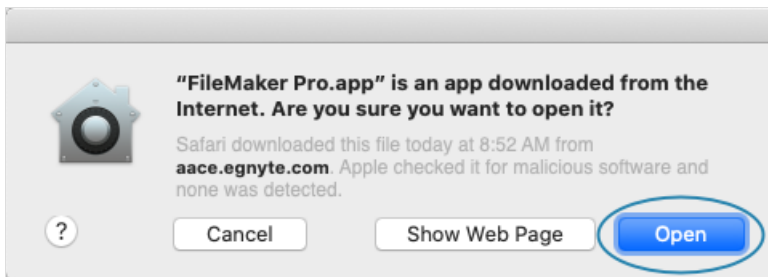 “FileMaker Pro.app” is an app downloaded from the
Internet. Are you sure you want to open it?
Safari downloaded this file today at 8:52 AM from
aace.egnyte.com. Apple checked it for malicious software and
none was detected.
?
Cancel
Show Web Page
Open